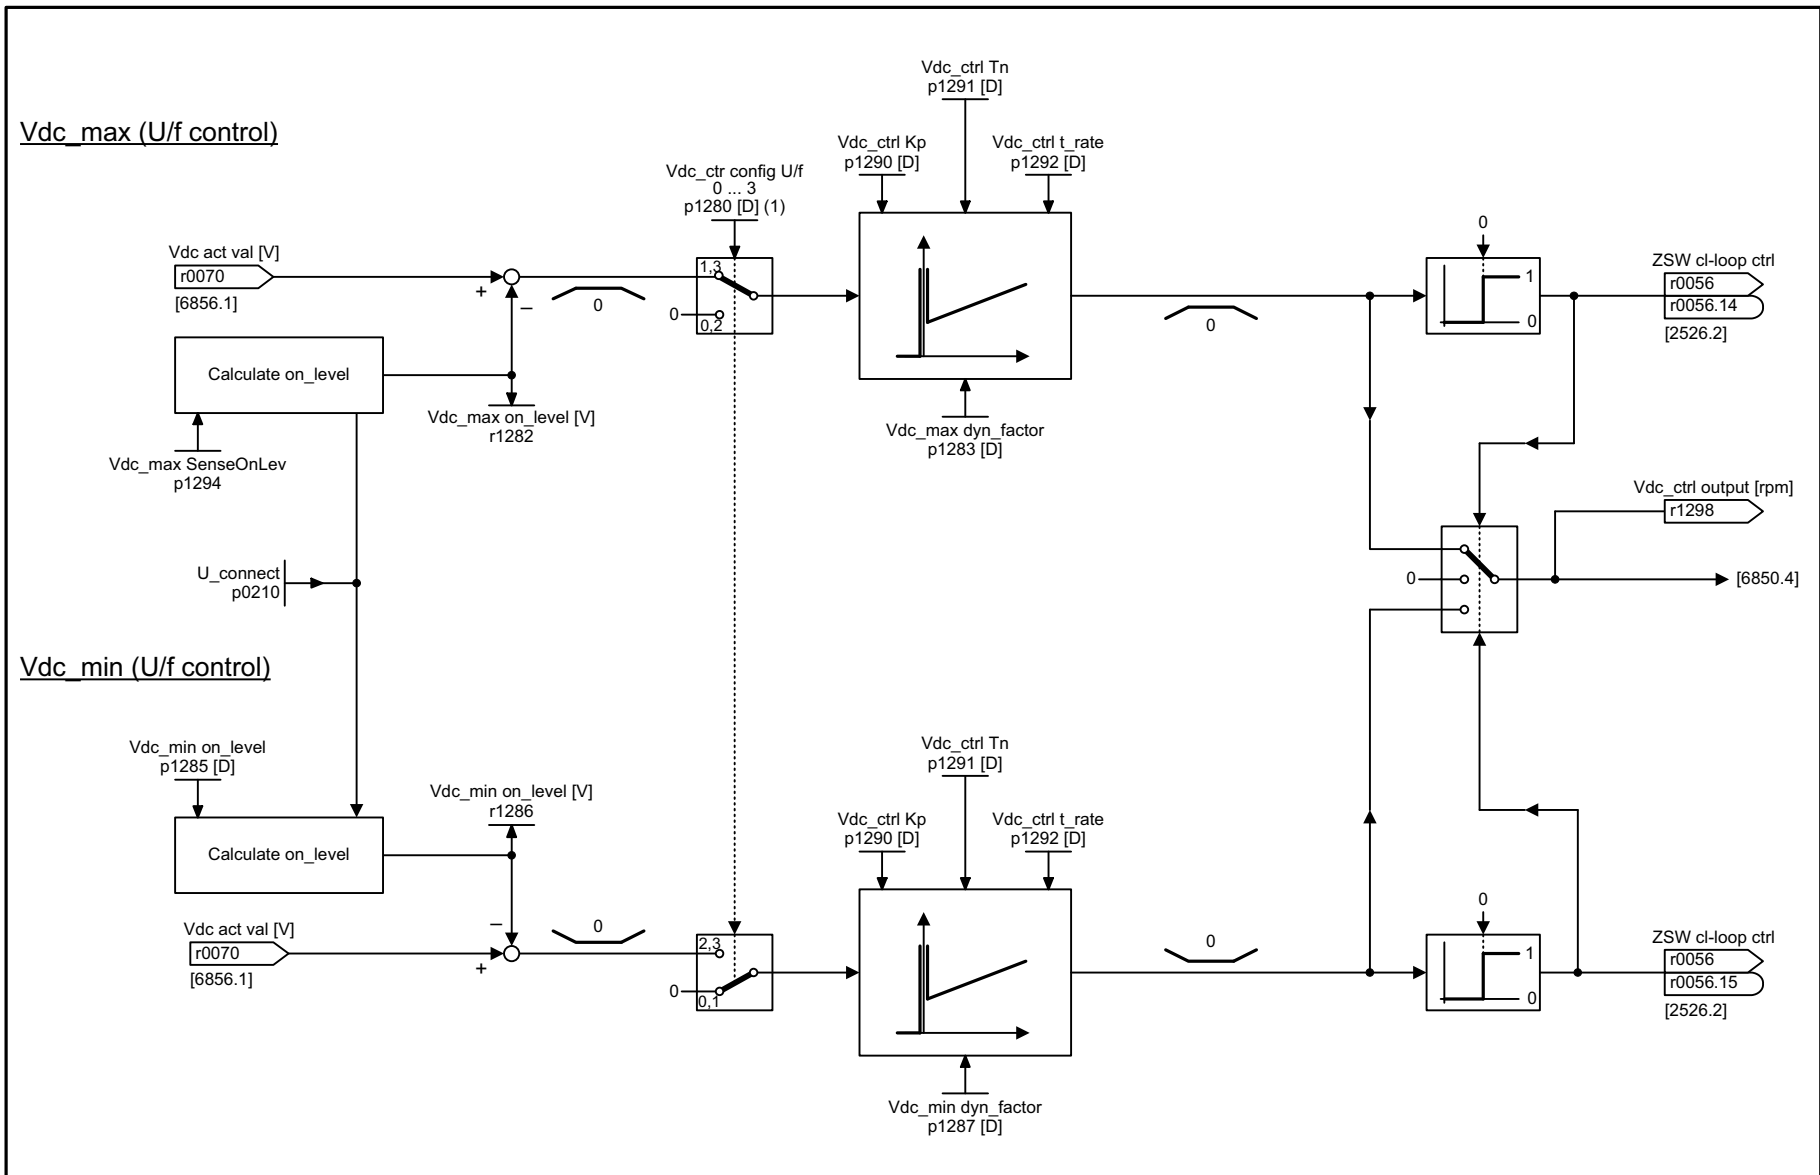 Vdc_max (U/f control)
Vdc_ctrl Tn
p1291 [D]
Vdc_ctrl Kp
p1290 [D]
Vdc_ctrl t_rate
p1292 [D]
Vdc_ctr config U/f
0 ... 3
p1280 [D] (1)
Vdc act val [V]
r0070
[6856.1]
+
–
0
1,3
0
0,2
0
0
1
0
ZSW cl-loop ctrl
r0056
r0056.14
[2526.2]
Calculate on_level
Vdc_max on_level [V]
r1282
Vdc_max SenseOnLev
p1294
Vdc_max dyn_factor
p1283 [D]
Vdc_ctrl output [rpm]
r1298
U_connect
p0210
0
[6850.4]
Vdc_min (U/f control)
Vdc_min on_level
p1285 [D]
Vdc_min on_level [V]
r1286
Calculate on_level
Vdc_ctrl Tn
p1291 [D]
Vdc_ctrl Kp
p1290 [D]
Vdc_ctrl t_rate
p1292 [D]
Vdc act val [V]
r0070
[6856.1]
–
+
0
2,3
0
0,1
0
0
1
0
ZSW cl-loop ctrl
r0056
r0056.15
[2526.2]
Vdc_min dyn_factor
p1287 [D]